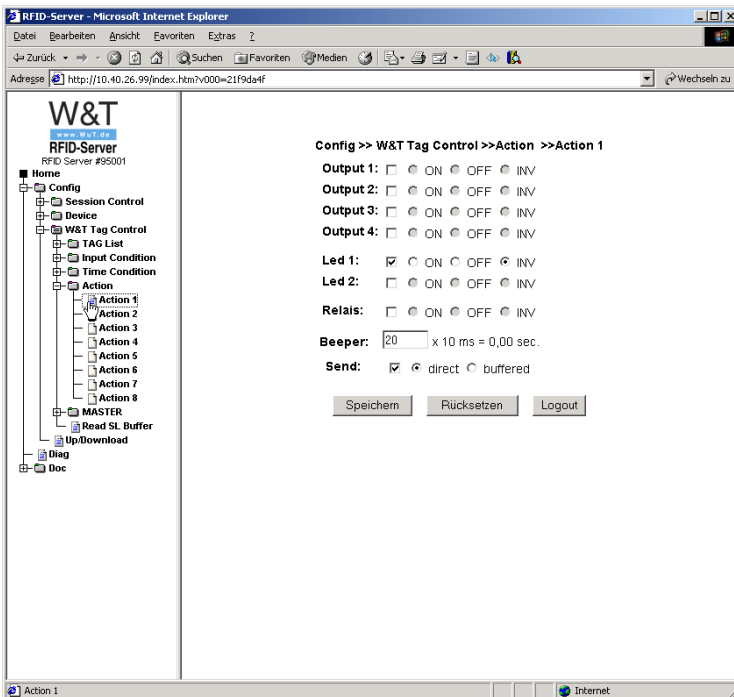 RFID-Server - Microsoft Internet Explorer
Datei Bearbeiten Ansicht Favoriten Extras ?
Zurück Suchen Favoriten Medien
Adresse http://10.40.26.99/index.htm?v000=21f9da4f Wechseln zu
W&T
www.WuT.de
RFID-Server
RFID Server #95001
Home
Config
Session Control
Device
W&T Tag Control
TAG List
Input Condition
Time Condition
Action
Action 1
Action 2
Action 3
Action 4
Action 5
Action 6
Action 7
Action 8
MASTER
Read SL Buffer
Up/Download
Diag
Doc
Config >> W&T Tag Control >>Action >>Action 1
Output 1: ON OFF INV
Output 2: ON OFF INV
Output 3: ON OFF INV
Output 4: ON OFF INV
Led 1: ON OFF INV
Led 2: ON OFF INV
Relais: ON OFF INV
Beeper: 20 x 10 ms = 0,00 sec.
Send: direct buffered
Speichern Rücksetzen Logout
Action 1 Internet